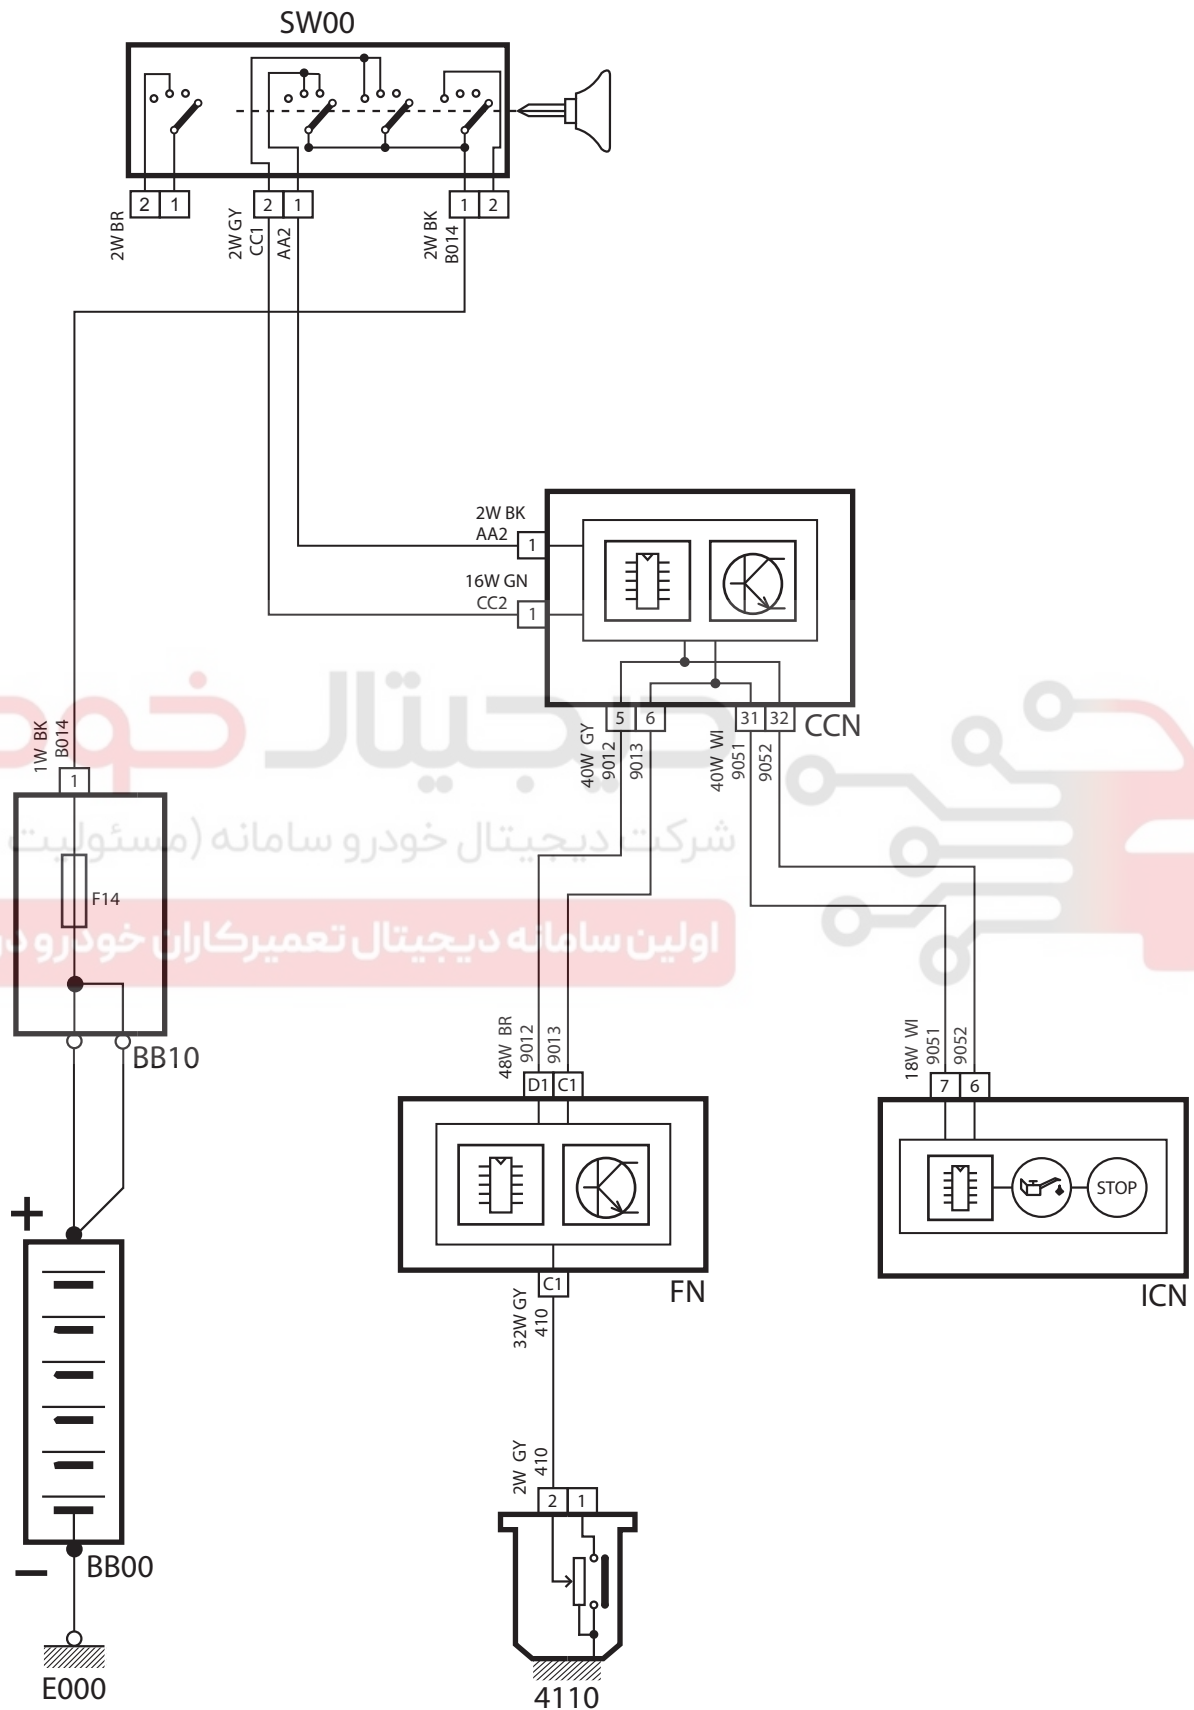 SW00
2 1
2 1
1 2
2W BR
2W GY
CC1
AA2
2W BK
B014
2W BK
AA2
1
16W GN
CC2
1
5 6
31 32
CCN
40W GY
9012
9013
40W WI
9051
9052
1W BK
B014
1
دیجیتال خود
شرکت دیجیتال خودرو سامانه (مسئولیت
F14
اولین سامانه دیجیتال تعمیرکاران خودرو در
BB10
48W BR
9012
9013
D1 C1
18W WI
9051
9052
7 6
STOP
FN
ICN
C1
32W GY
410
+
2W GY
410
2 1
−
BB00
E000
4110